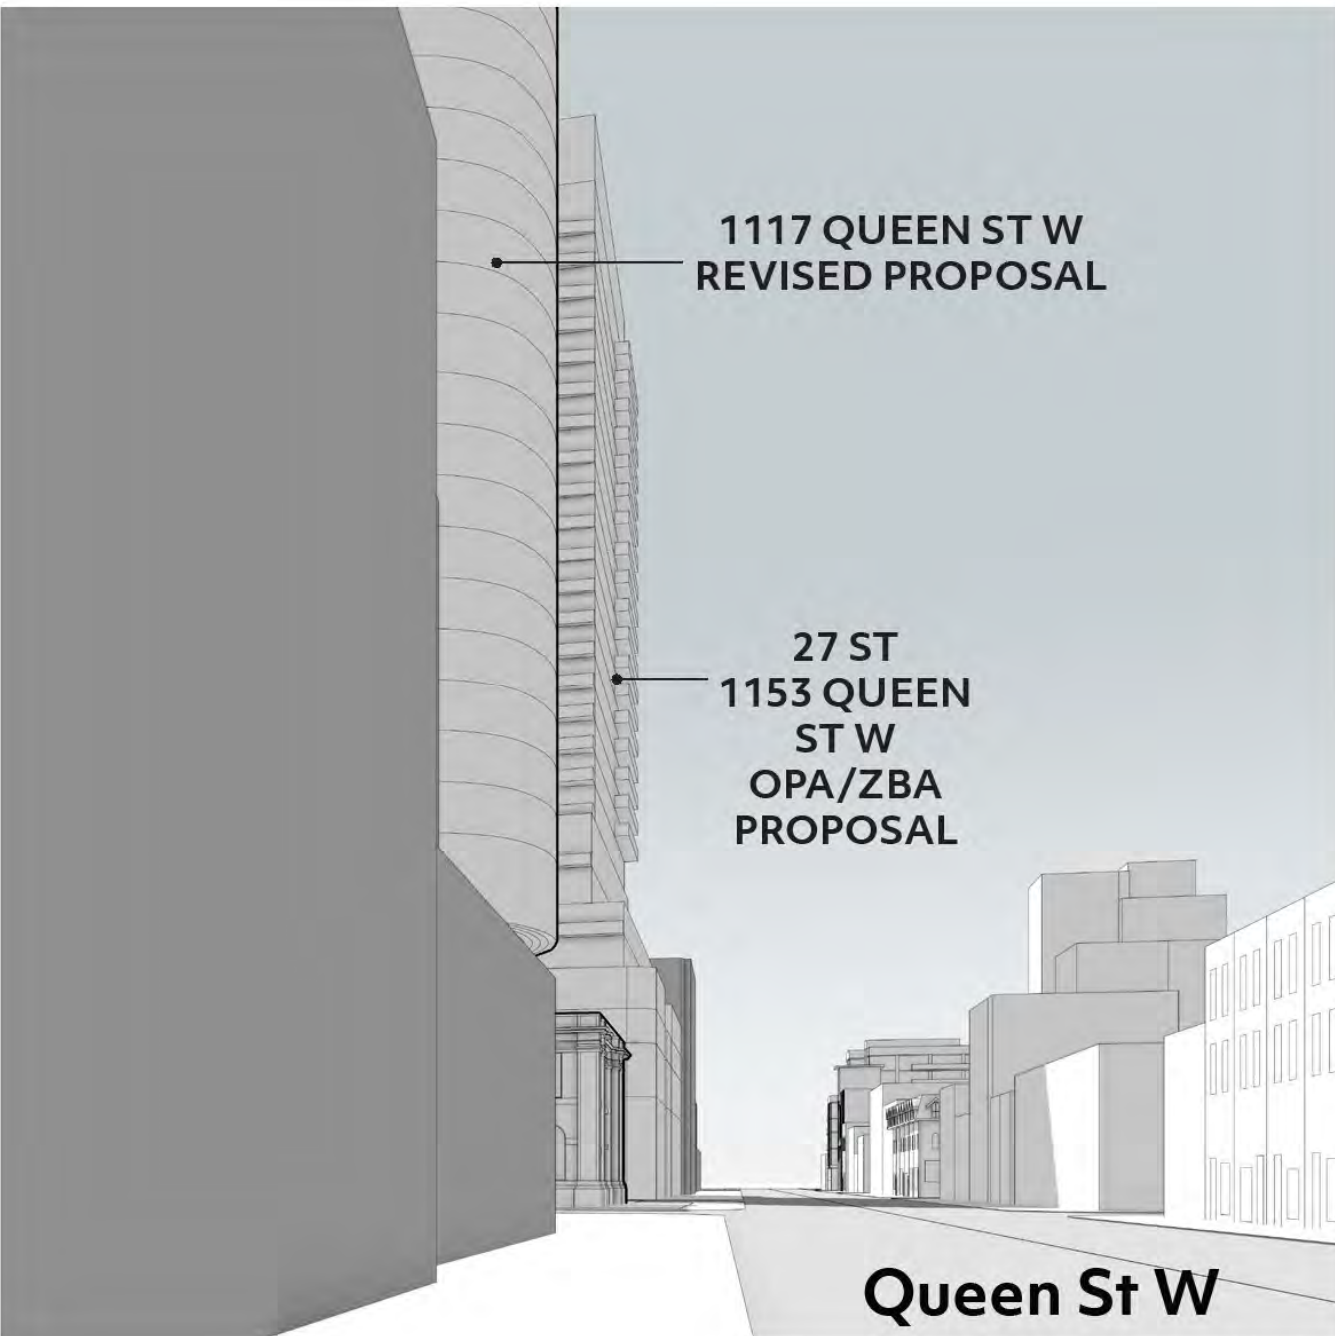 1117 QUEEN ST W
REVISED PROPOSAL
27 ST
1153 QUEEN
ST W
OPA/ZBA
PROPOSAL
Queen St W